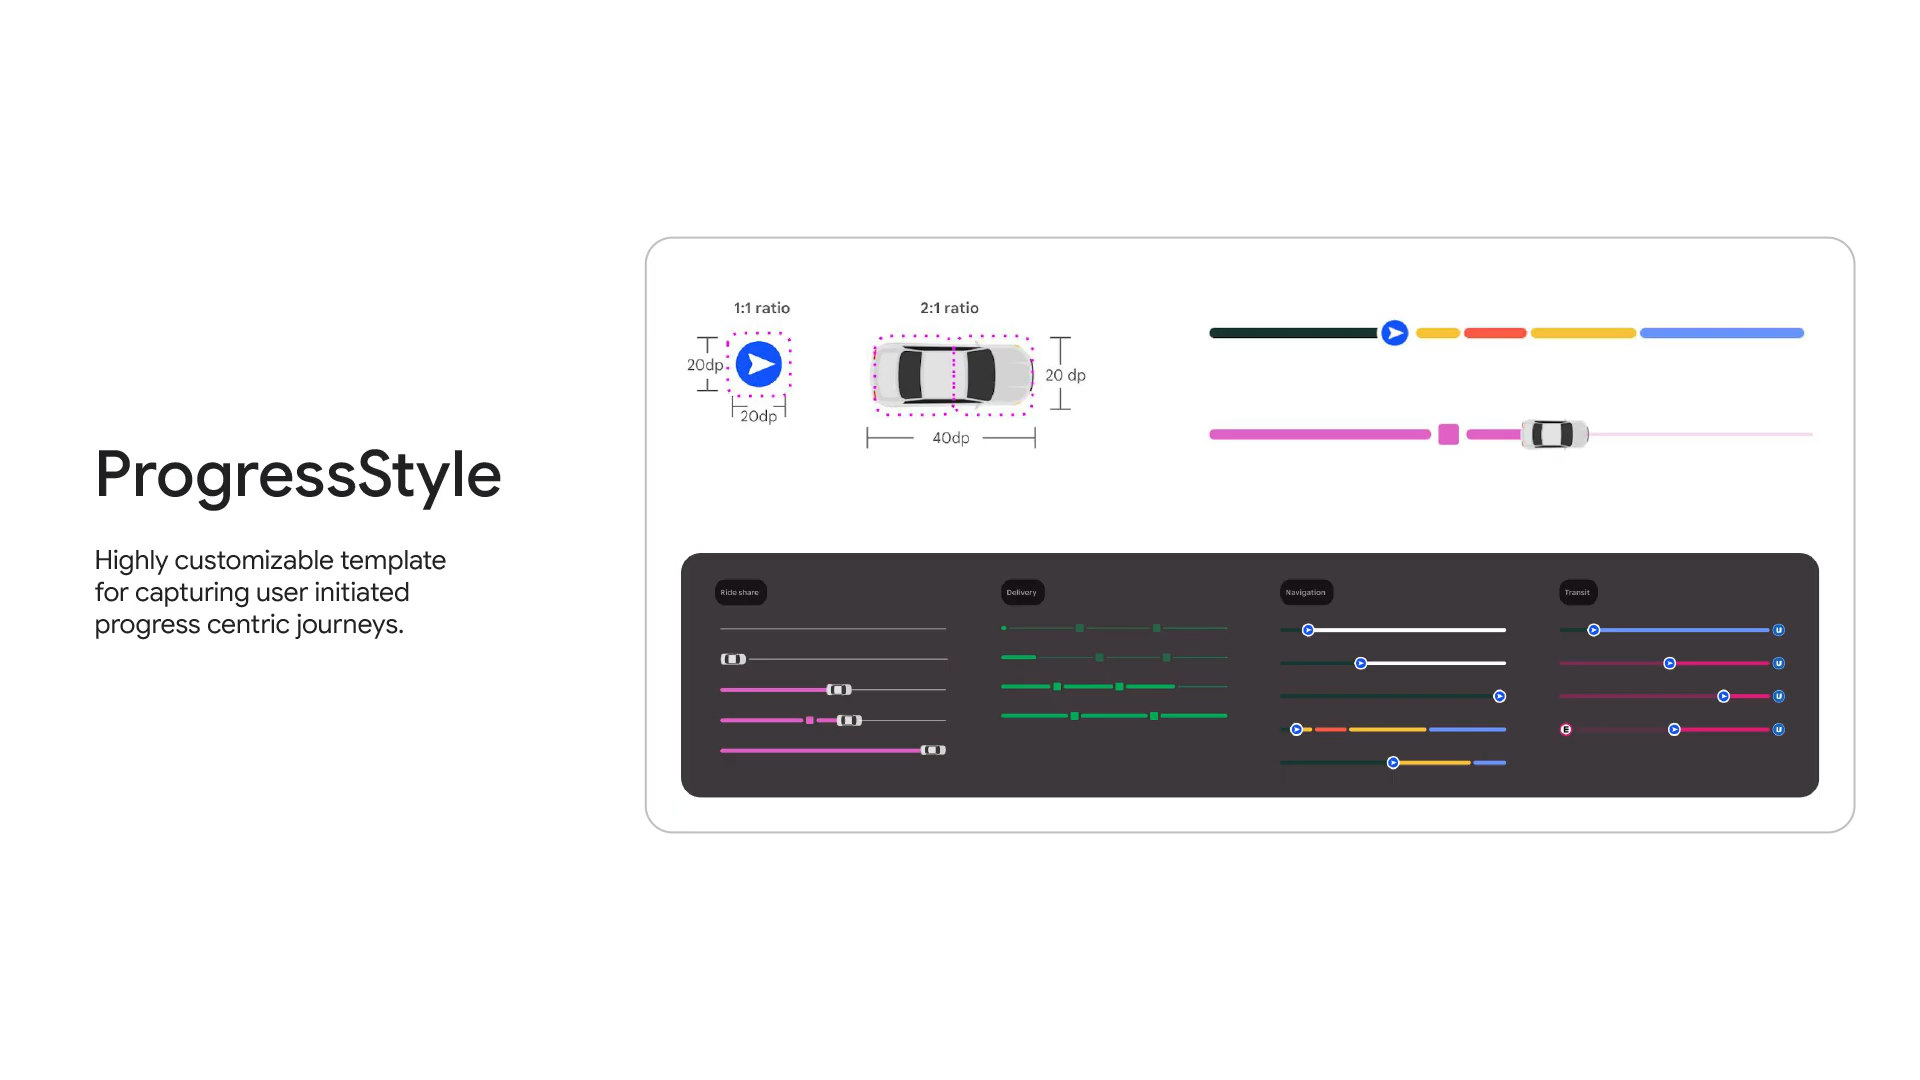 ProgressStyle
Highly customizable template
for capturing user initiated
progress centric journeys.
1:1 ratio
20dp
20dp
2:1 ratio
20 dp
40dp
Ride share
Delivery
Navigation
Transit
U
U
U
E
U